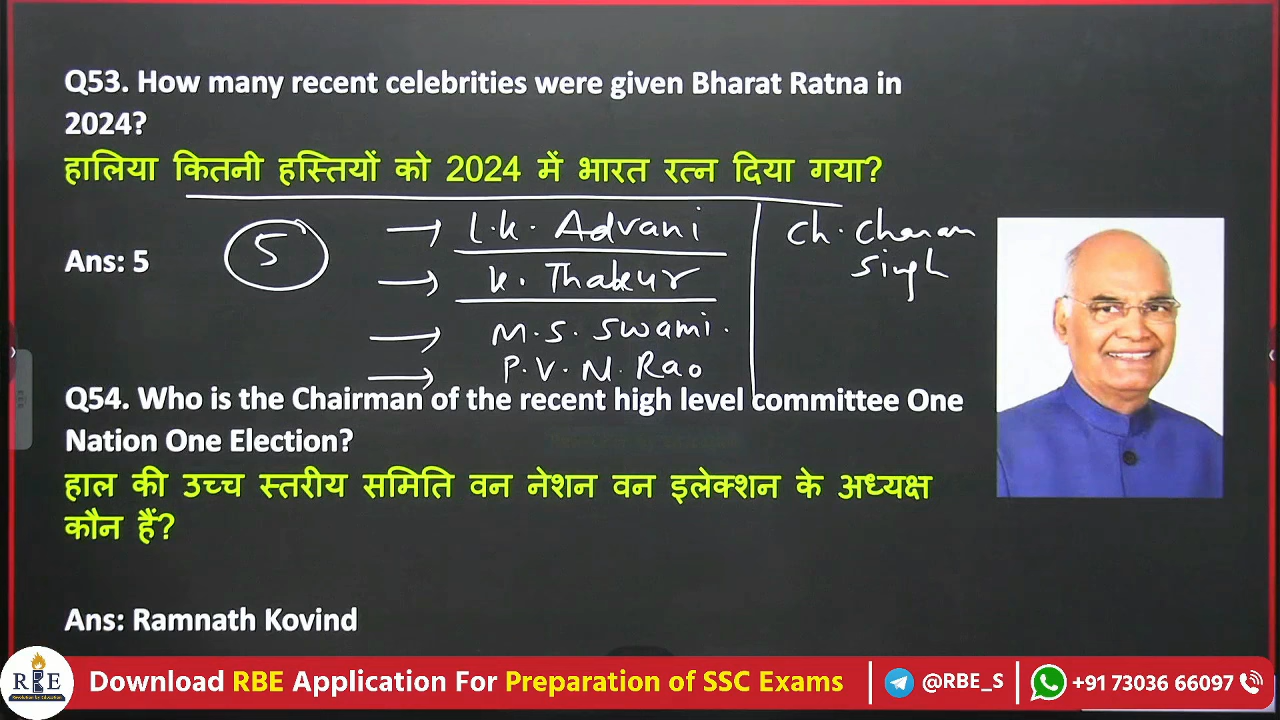 Q53. How many recent celebrities were given Bharat Ratna in
2024?
हालिया कितनी हस्तियों को 2024 में भारत रत्न दिया गया?
Ans: 5
5
L.K. Advani
K. Thakur
M.S. Swami.
P.V.N. Rao
Ch. Charan
Singh
Q54. Who is the Chairman of the recent high level committee One
Nation One Election?
हाल की उच्च स्तरीय समिति वन नेशन वन इलेक्शन के अध्यक्ष
कौन हैं?
Ans: Ramnath Kovind
RBE
Revolution by Education
Download RBE Application For Preparation of SSC Exams
@RBE_S
+91 73036 66097